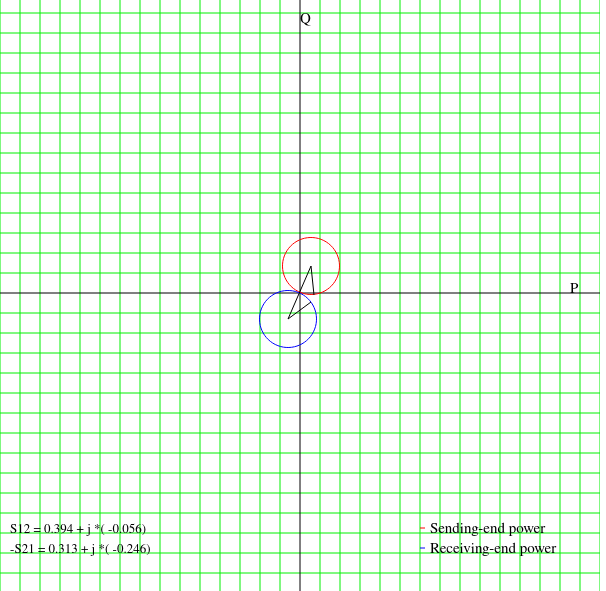 Q
P
S12 = 0.394 + j *( -0.056)
-S21 = 0.313 + j *( -0.246)
Sending-end power
Receiving-end power